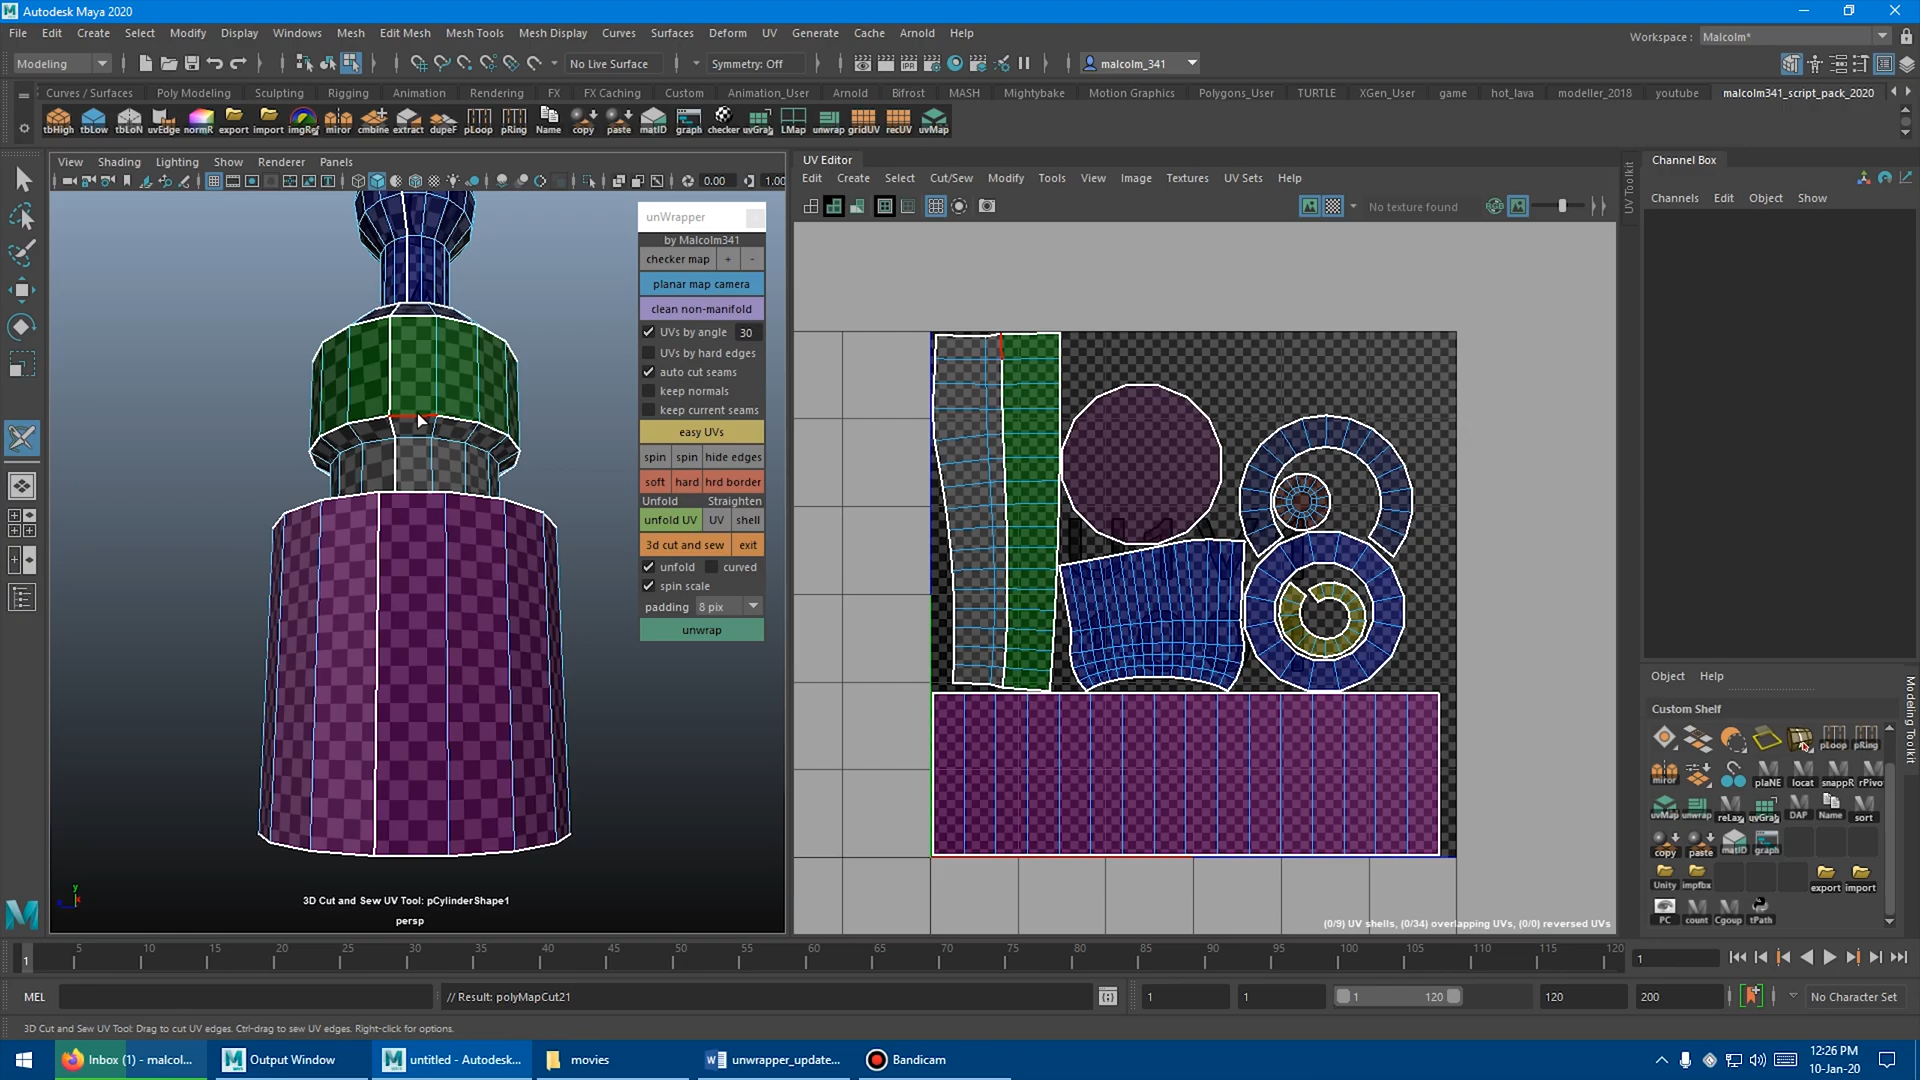 Autodesk Maya 2020
File Edit Create Select Modify Display Windows Mesh Edit Mesh Mesh Tools Mesh Display Curves Surfaces Deform UV Generate Cache Arnold Help
Workspace : Malcolm*
Modeling No Live Surface Symmetry: Off malcolm_341
Curves / Surfaces Poly Modeling Sculpting Rigging Animation Rendering FX FX Caching Custom Animation_User Arnold Bifrost MASH Mightybake Motion Graphics Polygons_User TURTLE XGen_User game hot_lava modeller_2018 youtube malcolm341_script_pack_2020
tbHigh tbLow tbLoN uvEdge normR export import imgRef mirror cmbine extract dupeF pLoop pRing Name copy paste matID graph checker uvGraj LMap unwrap gridUV recUV uvMap
View Shading Lighting Show Renderer Panels
0.00 1.00
unWrapper
by Malcolm341
checker map + -
planar map camera
clean non-manifold
UVs by angle 30
UVs by hard edges
auto cut seams
keep normals
keep current seams
easy UVs
spin spin hide edges
soft hard hrd border
Unfold Straighten
unfold UV UV shell
3d cut and sew exit
unfold curved
spin scale
padding 8 pix
unwrap
3D Cut and Sew UV Tool: pCylinderShape1
persp
UV Editor
Edit Create Select Cut/Sew Modify Tools View Image Textures UV Sets Help
No texture found
(0/9) UV shells, (0/34) overlapping UVs, (0/0) reversed UVs
UV Toolkit
Channel Box
Channels Edit Object Show
Object Help
Custom Shelf
pLoop pRing
miror plaNE locat snappR rPivo
uvMap unwrap reLax uvGraj DAP Name sort
copy paste matID graph
Unity impfbx export import
PC count Cgoup tPath
Modeling Toolkit
1 5 10 15 20 25 30 35 40 45 50 55 60 65 70 75 80 85 90 95 100 105 110 115 120
1
MEL // Result: polyMapCut21 1 1 1 120 120 200 No Character Set
3D Cut and Sew UV Tool: Drag to cut UV edges. Ctrl-drag to sew UV edges. Right-click for options.
Inbox (1) - malcol... Output Window untitled - Autodesk... movies unwrapper_update... Bandicam
12:26 PM
10-Jan-20